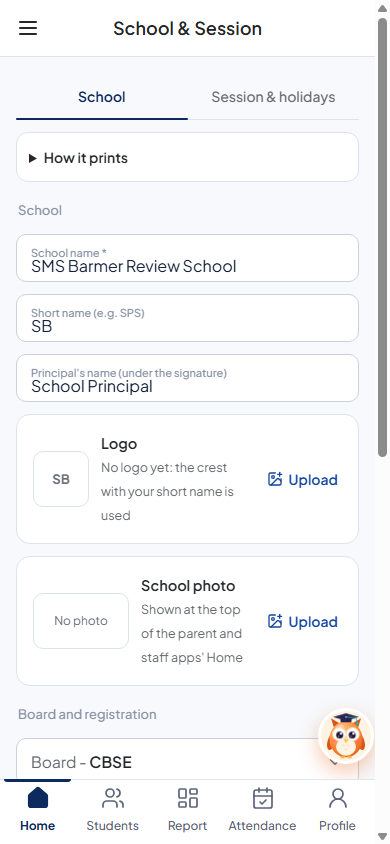 School & Session
School
Session & holidays
How it prints
School
School name *
SMS Barmer Review School
Short name (e.g. SPS)
SB
Principal's name (under the signature)
School Principal
SB
Logo
No logo yet: the crest
with your short name is
used
Upload
No photo
School photo
Shown at the top
of the parent and
staff apps' Home
Upload
Board and registration
Board - CBSE
Home
Students
Report
Attendance
Profile